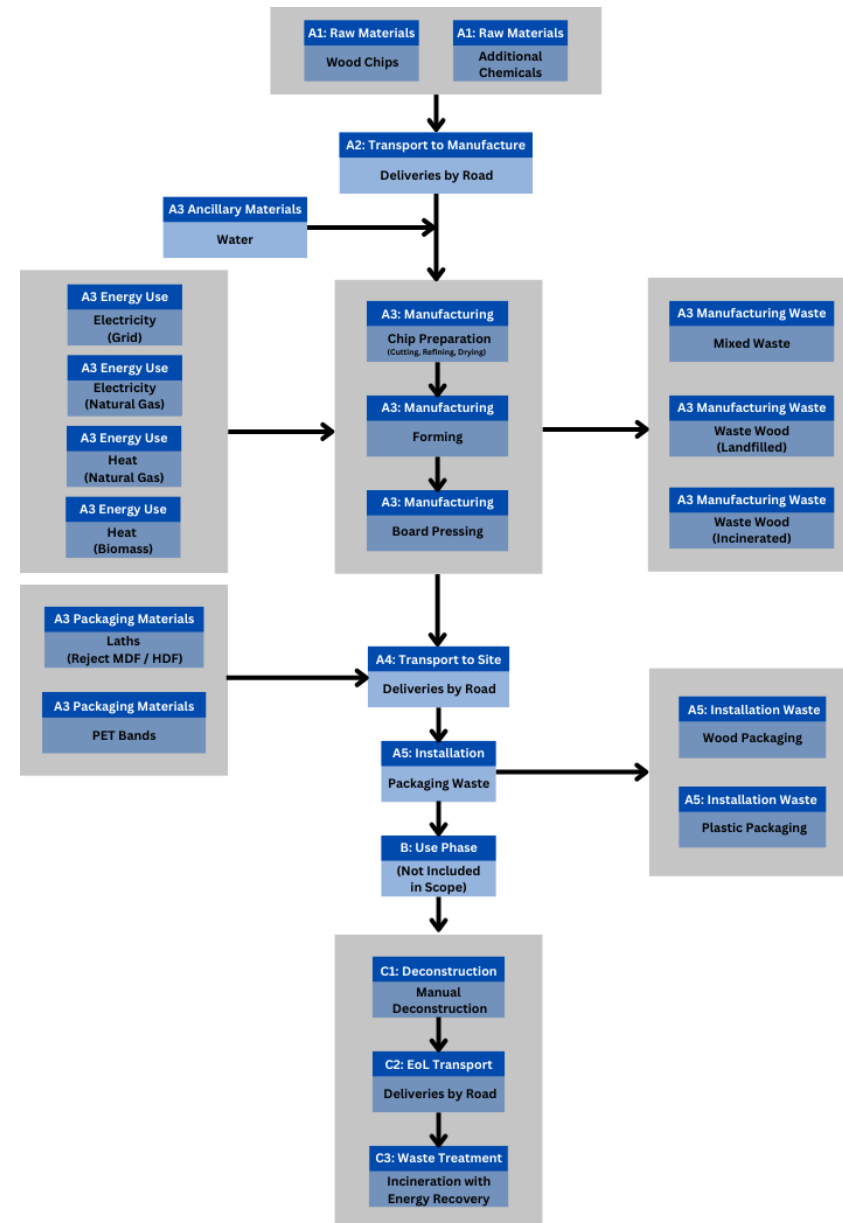 A1: Raw Materials
Wood Chips
A1: Raw Materials
Additional
Chemicals
A2: Transport to Manufacture
Deliveries by Road
A3 Ancillary Materials
Water
A3 Energy Use
Electricity
(Grid)
A3 Energy Use
Electricity
(Natural Gas)
A3 Energy Use
Heat
(Natural Gas)
A3 Energy Use
Heat
(Biomass)
A3: Manufacturing
Chip Preparation
(Cutting, Refining, Drying)
A3: Manufacturing
Forming
A3: Manufacturing
Board Pressing
A3 Manufacturing Waste
Mixed Waste
A3 Manufacturing Waste
Waste Wood
(Landfilled)
A3 Manufacturing Waste
Waste Wood
(Incinerated)
A3 Packaging Materials
Laths
(Reject MDF / HDF)
A3 Packaging Materials
PET Bands
A4: Transport to Site
Deliveries by Road
A5: Installation
Packaging Waste
A5: Installation Waste
Wood Packaging
A5: Installation Waste
Plastic Packaging
B: Use Phase
(Not Included
in Scope)
C1: Deconstruction
Manual
Deconstruction
C2: EoL Transport
Deliveries by Road
C3: Waste Treatment
Incineration with
Energy Recovery